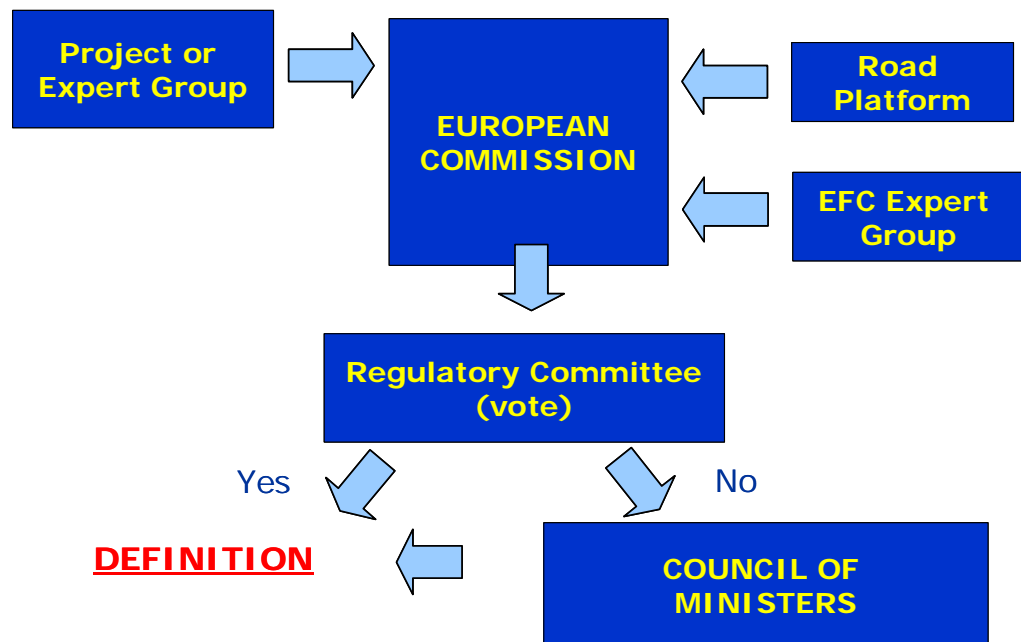 Project or
Expert Group
EUROPEAN
COMMISSION
Road
Platform
EFC Expert
Group
Regulatory Committee
(vote)
Yes
No
DEFINITION
COUNCIL OF
MINISTERS